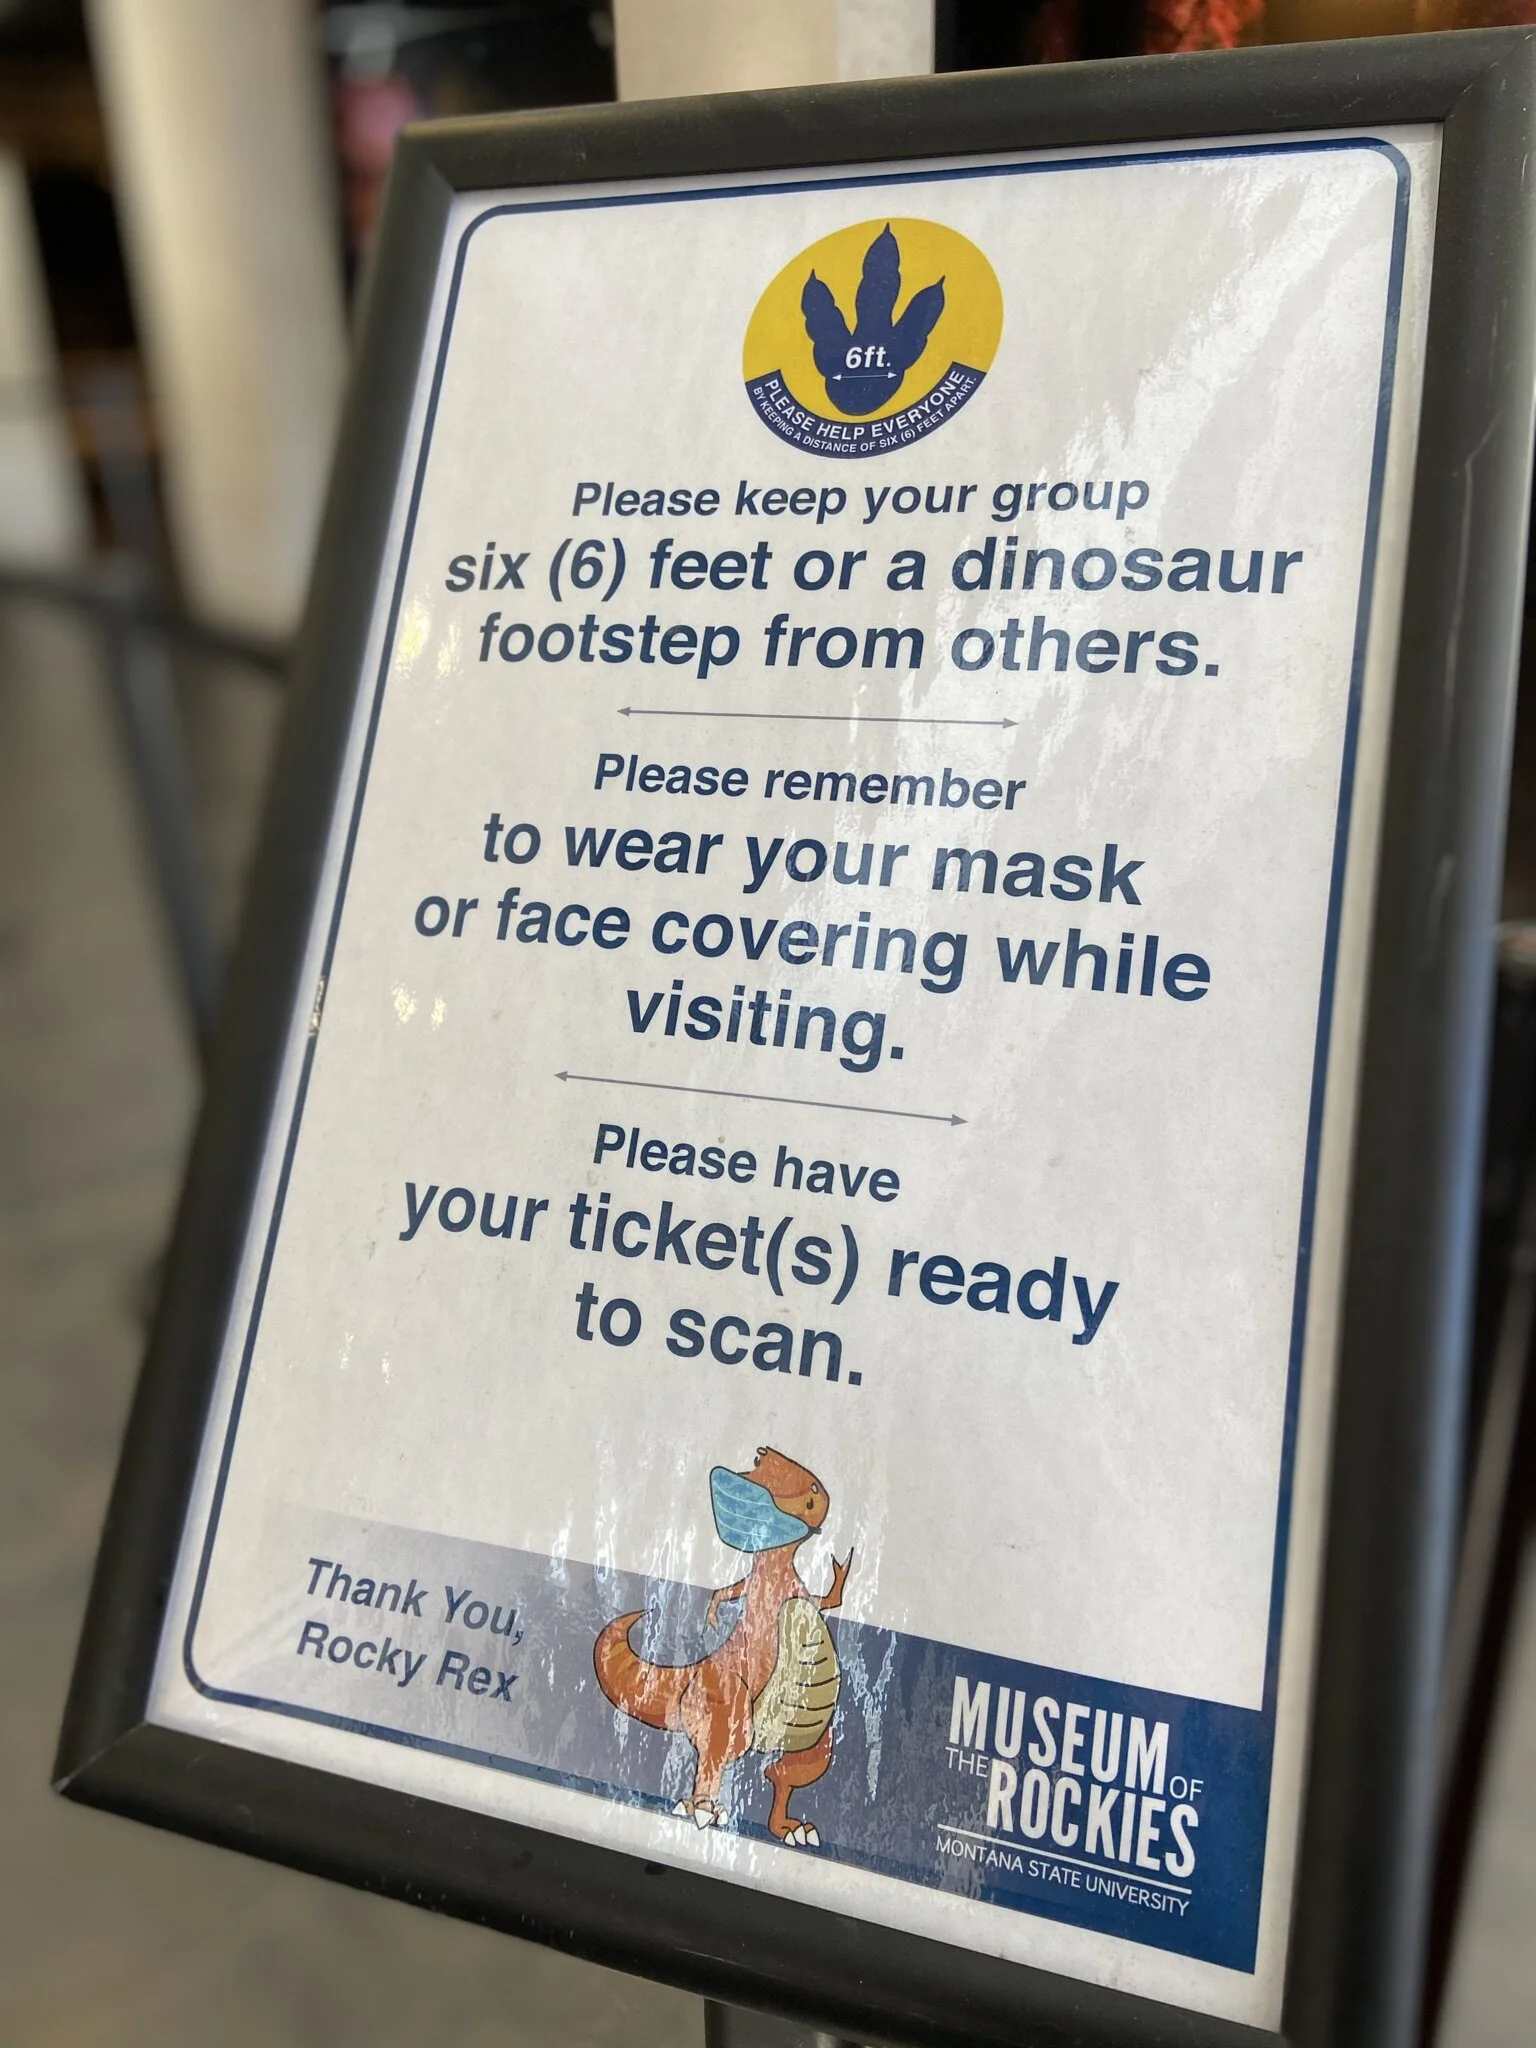 6ft.
PLEASE HELP EVERYONE
BY KEEPING A DISTANCE OF SIX (6) FEET APART.
Please keep your group
six (6) feet or a dinosaur
footstep from others.
Please remember
to wear your mask
or face covering while
visiting.
Please have
your ticket(s) ready
to scan.
Thank You,
Rocky Rex
MUSEUM OF
THE ROCKIES
MONTANA STATE UNIVERSITY